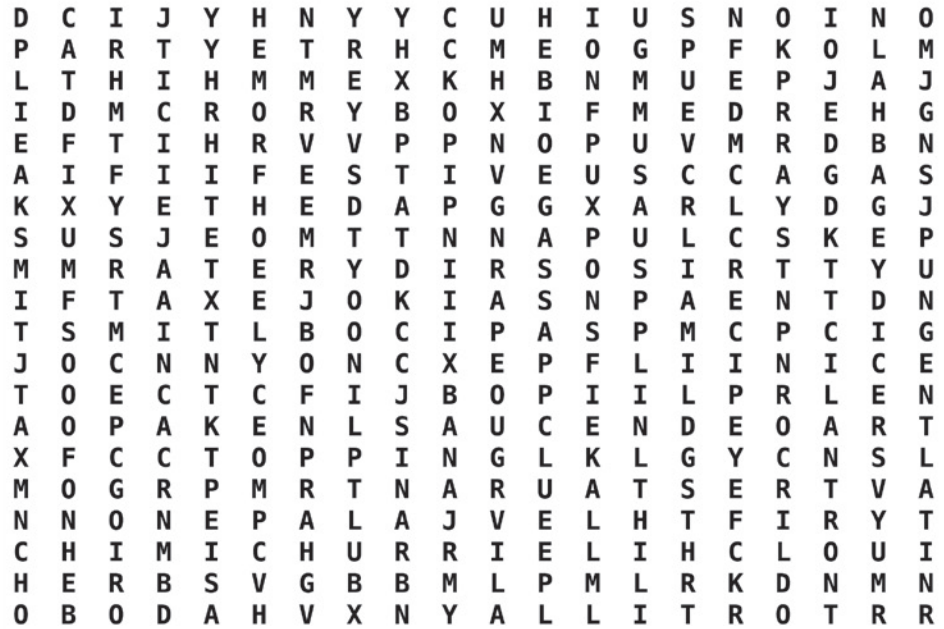 D C I J Y H N Y Y C U H I U S N O I N O
P A R T Y E T R H C M E O G P F K O L M
L T H I H M M E X K H B N M U E P J A J
I D M C R O R Y B O X I F M E D R E H G
E F T I H R V V P P N O P U V M R D B N
A I F I I F E S T I V E U S C C A G A S
K X Y E T H E D A P G G X A R L Y D G J
S U S J E O M T T N N A P U L C S K E P
M M R A T E R Y D I R S O S I R T T Y U
I F T A X E J O K I A S N P A E N T D N
T S M I T L B O C I P A S P M C P C I G
J O C N N Y O N C X E P F L I I N I C E
T O E C T C F I J B O P I I L P R L E N
A O P A K E N L S A U C E N D E O A R T
X F C C T O P P I N G L K L G Y C N S L
M O G R P M R T N A R U A T S E R T V A
N N O N E P A L A J V E L H T F I R Y T
C H I M I C H U R R I E L I H C L O U I
H E R B S V G B B M L P M L R K D N M N
O B O D A H V X N Y A L L I T R O T R R